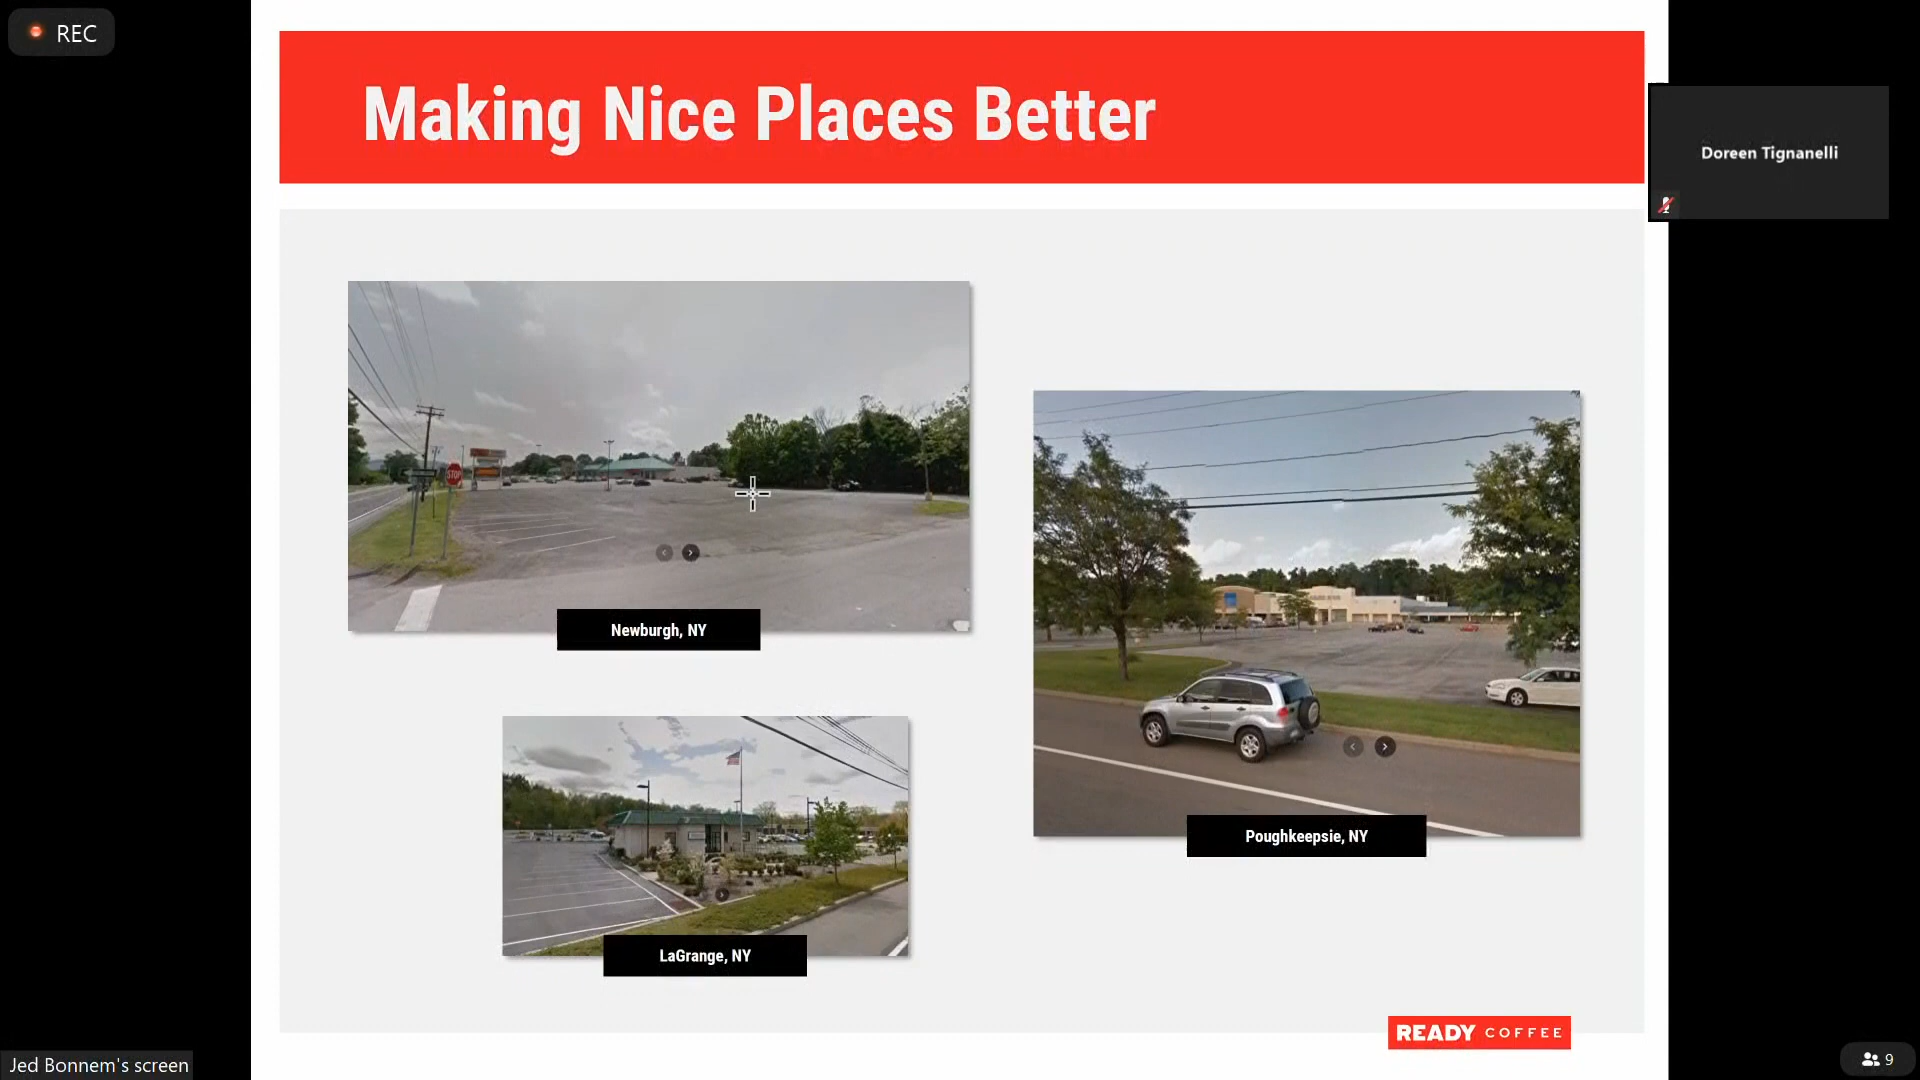 REC
Making Nice Places Better
Doreen Tignanelli
STOP
Newburgh, NY
Poughkeepsie, NY
LaGrange, NY
READY COFFEE
Jed Bonnem's screen
9